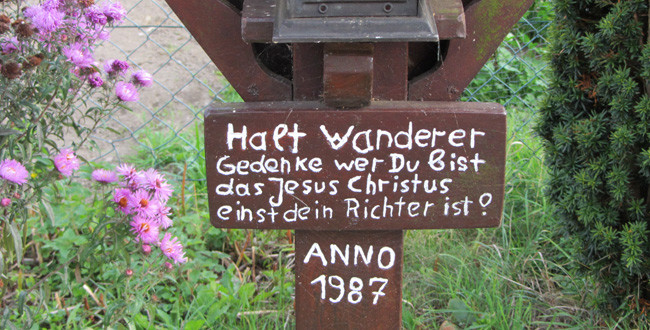 Halt Wanderer
Gedenke wer Du bist
das Jesus Christus
einst dein Richter ist?
ANNO
1987